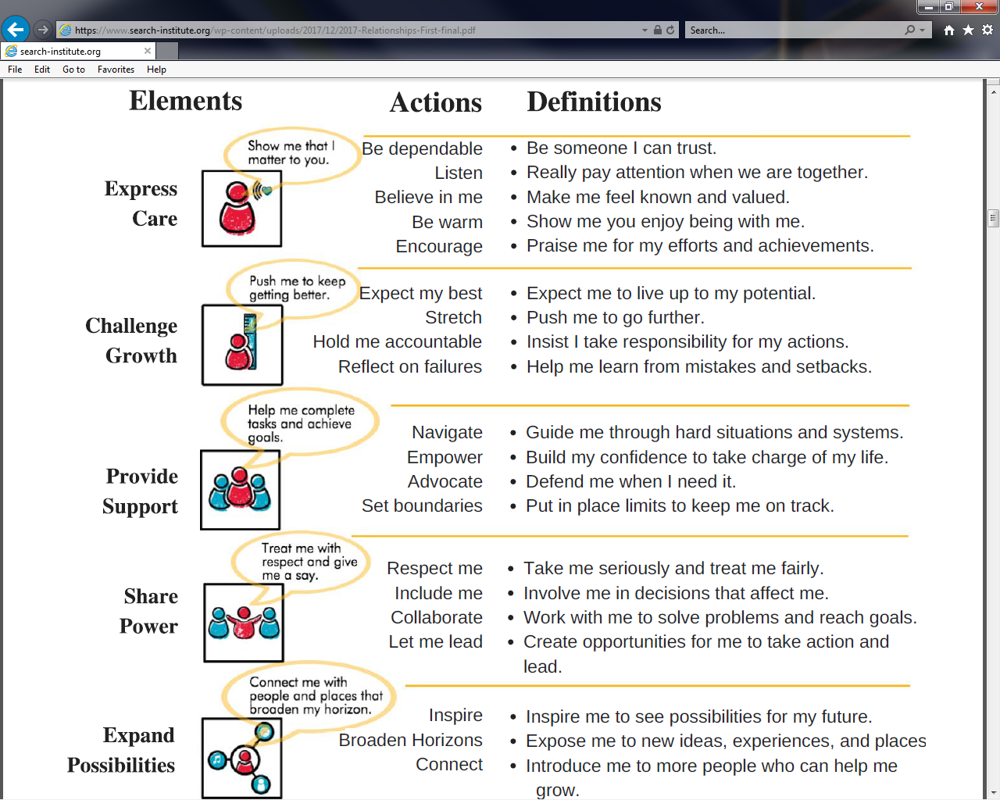 https://www.search-institute.org/wp-content/uploads/2017/12/2017-Relationships-First-final.pdf
Search...
search-institute.org
File Edit Go to Favorites Help
Elements Actions Definitions
Show me that I
matter to you.
Express
Care
Be dependable • Be someone I can trust.
Listen • Really pay attention when we are together.
Believe in me • Make me feel known and valued.
Be warm • Show me you enjoy being with me.
Encourage • Praise me for my efforts and achievements.
Push me to keep
getting better.
Challenge
Growth
Expect my best • Expect me to live up to my potential.
Stretch • Push me to go further.
Hold me accountable • Insist I take responsibility for my actions.
Reflect on failures • Help me learn from mistakes and setbacks.
Help me complete
tasks and achieve
goals.
Provide
Support
Navigate • Guide me through hard situations and systems.
Empower • Build my confidence to take charge of my life.
Advocate • Defend me when I need it.
Set boundaries • Put in place limits to keep me on track.
Treat me with
respect and give
me a say.
Share
Power
Respect me • Take me seriously and treat me fairly.
Include me • Involve me in decisions that affect me.
Collaborate • Work with me to solve problems and reach goals.
Let me lead • Create opportunities for me to take action and
lead.
Connect me with
people and places that
broaden my horizon.
Expand
Possibilities
Inspire • Inspire me to see possibilities for my future.
Broaden Horizons • Expose me to new ideas, experiences, and places
Connect • Introduce me to more people who can help me
grow.